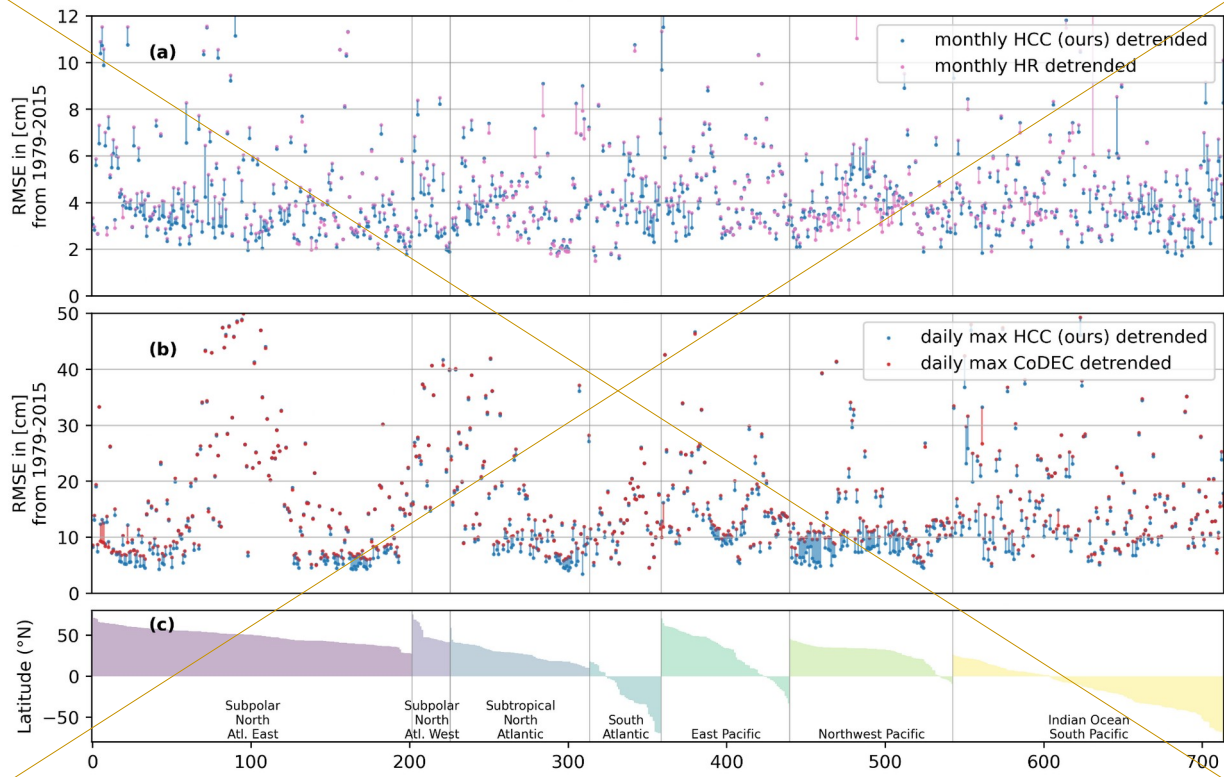 12
10
8
6
4
2
0
RMSE in [cm]
from 1979-2015
(a)
monthly HCC (ours) detrended
monthly HR detrended
50
40
30
20
10
0
RMSE in [cm]
from 1979-2015
(b)
daily max HCC (ours) detrended
daily max CoDEC detrended
50
0
−50
Latitude (°N)
(c)
Subpolar
North
Atl. East
Subpolar
North
Atl. West
Subtropical
North
Atlantic
South
Atlantic
East Pacific
Northwest Pacific
Indian Ocean
South Pacific
0 100 200 300 400 500 600 700